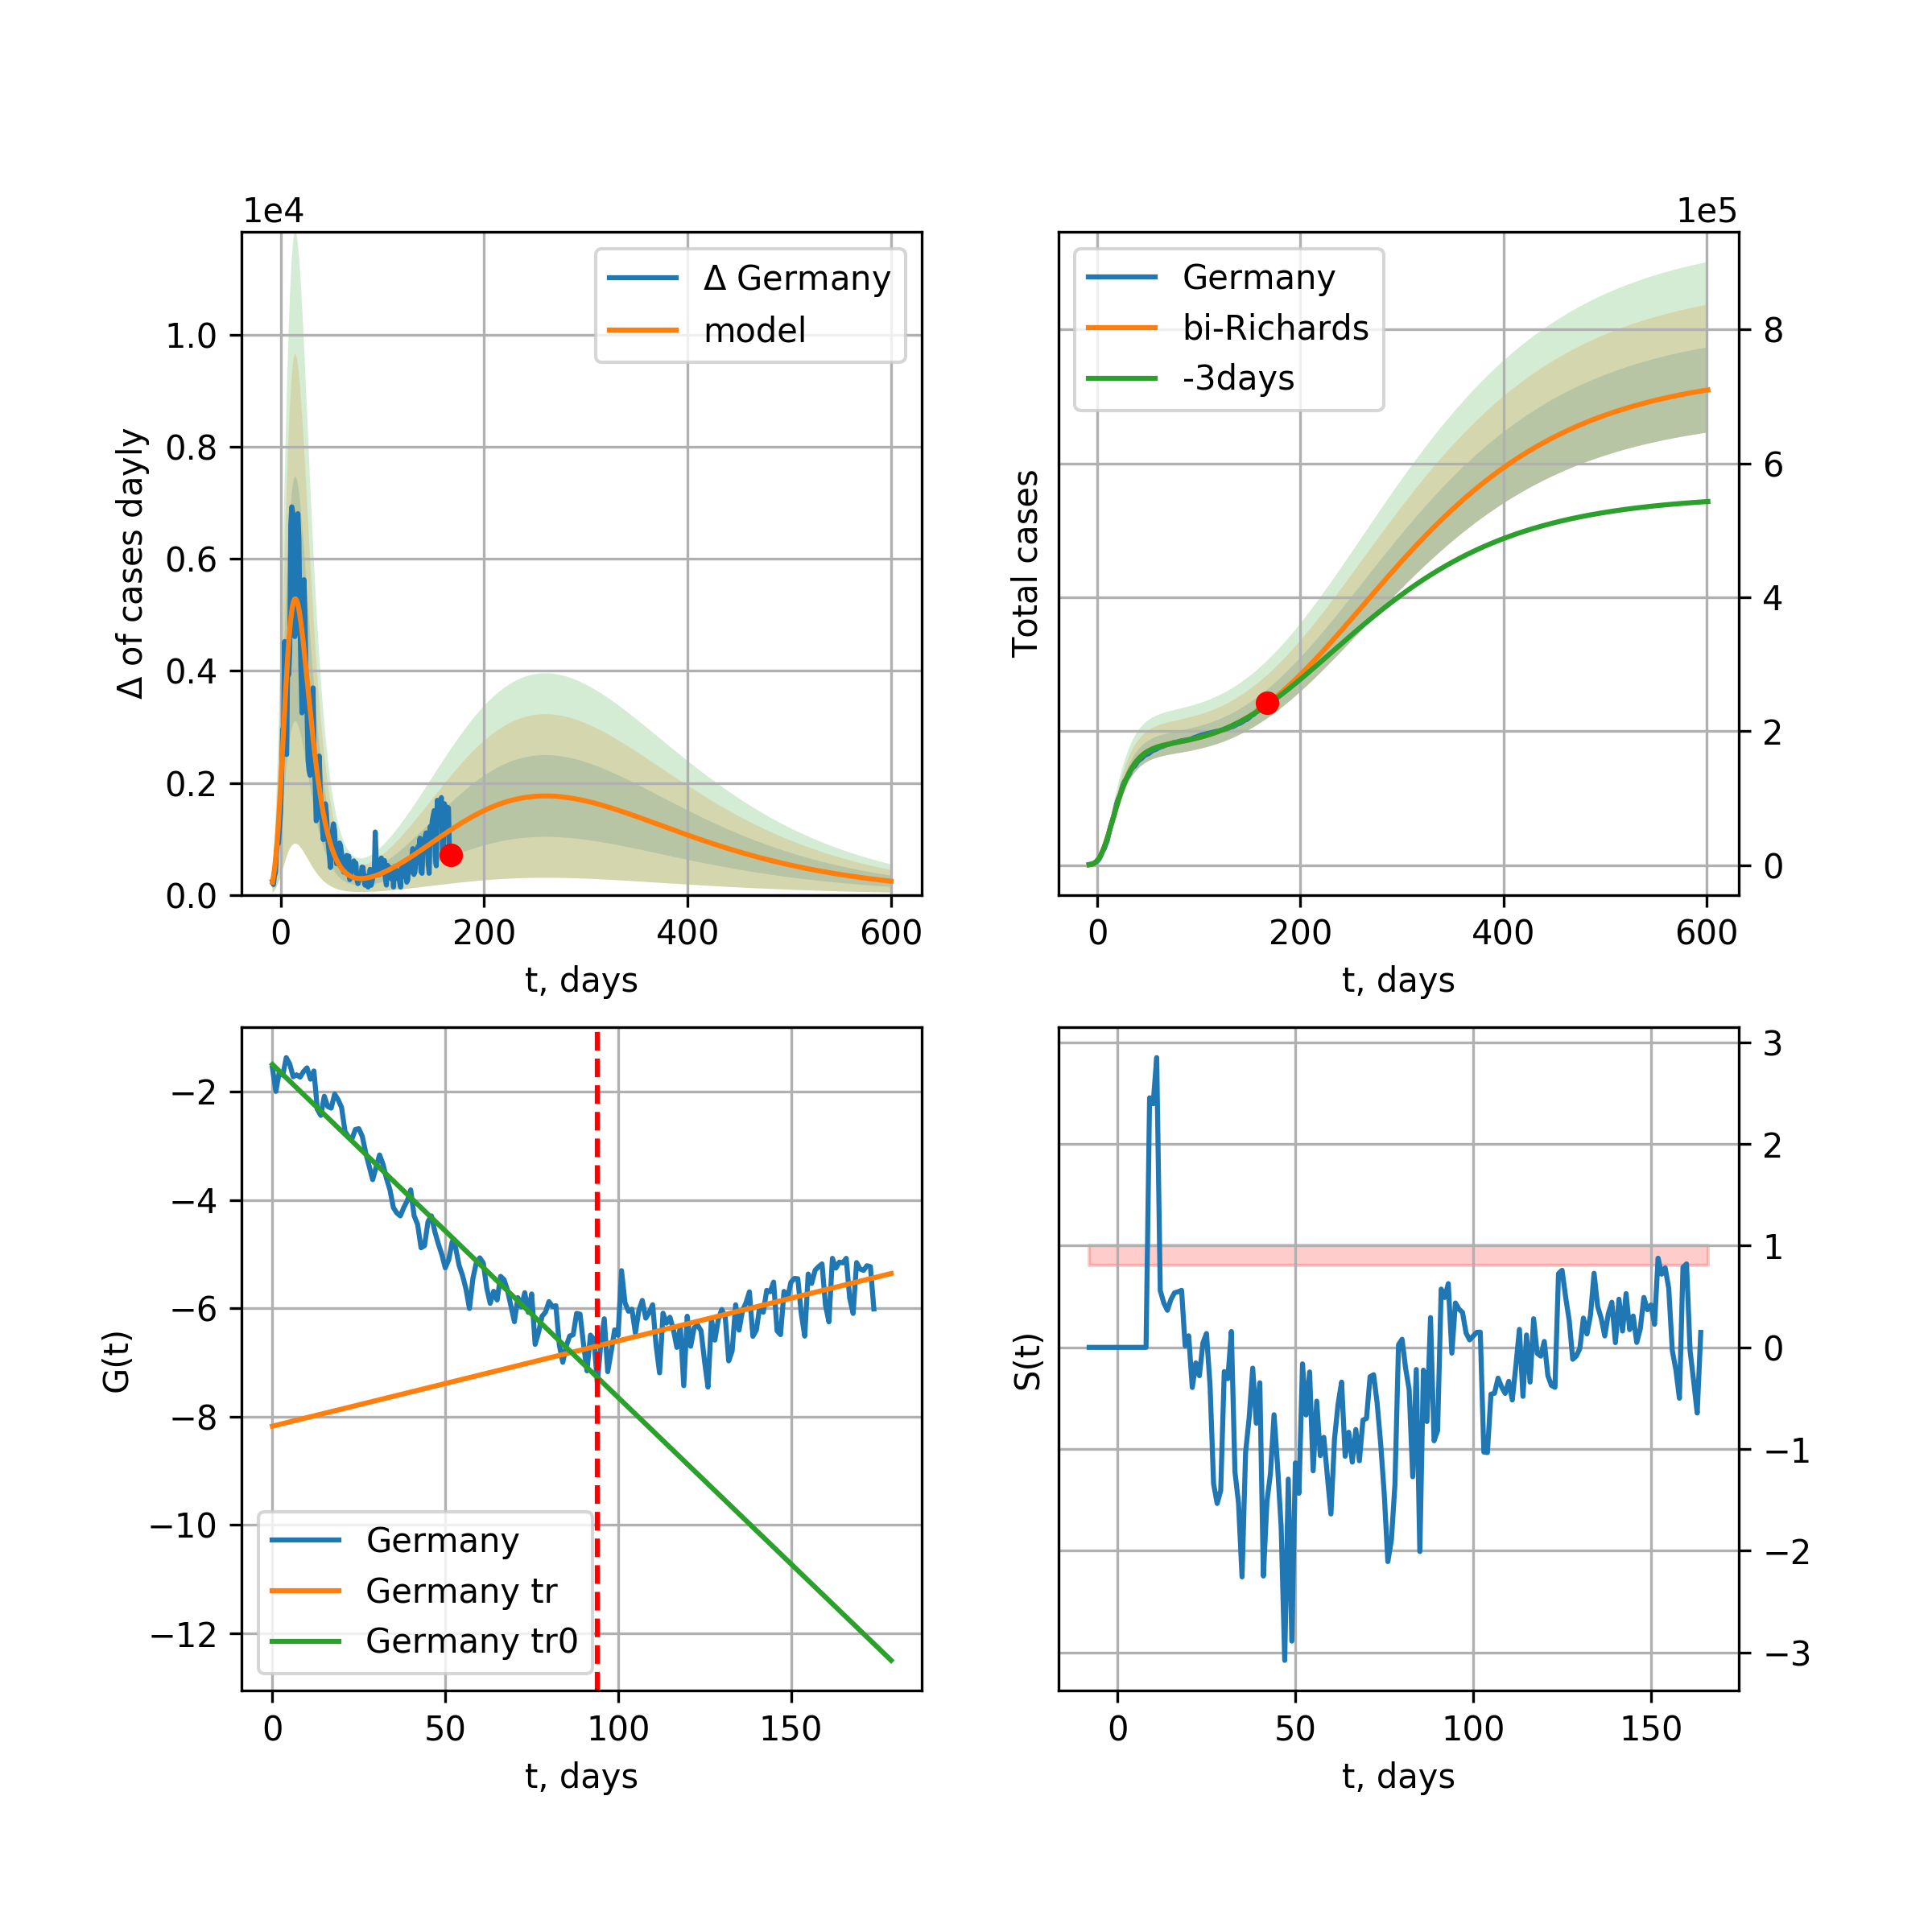 1e4
Δ Germany
model
1.0
0.8
0.6
0.4
0.2
0.0
Δ of cases dayly
0 200 400 600
t, days
1e5
Germany
bi-Richards
-3days
8
6
4
2
0
Total cases
0 200 400 600
t, days
−2
−4
−6
−8
−10
−12
G(t)
Germany
Germany tr
Germany tr0
0 50 100 150
t, days
3
2
1
0
−1
−2
−3
S(t)
0 50 100 150
t, days